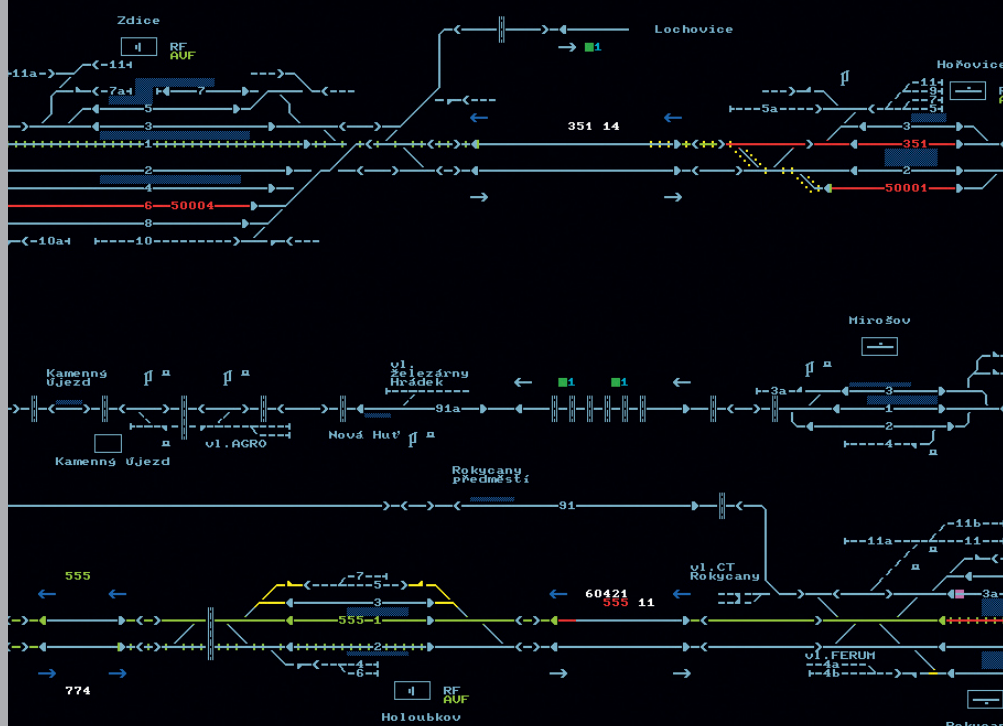 Zdice
RF
AVF
Lochovice
1
Hořovice
11a
11
7a
7
5
3
1
2
4
6 50004
8
10a
10
351 14
5a
11
9
7
5
3
351
2
50001
Mirošov
Kamenný
Újezd
vl.
železárny
Hrádek
91a
1
1
3a
3
1
2
4
Nová Huť
vl.AGRO
Kamenný Újezd
Rokycany
předměstí
91
11b
11a
11
vl.CT
Rokycany
3a
555
7
5
3
555 1
2
4
6
60421
555 11
vl.FERUM
4a
4b
774
RF
AVF
Holoubkov